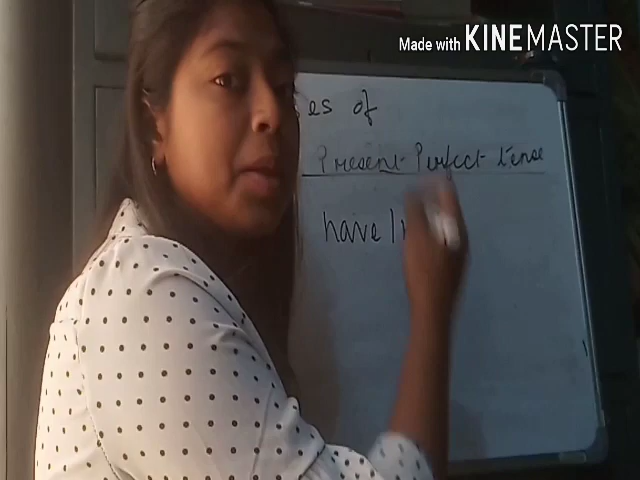 Made with KINEMASTER
es of
Present Perfect Tense
have /